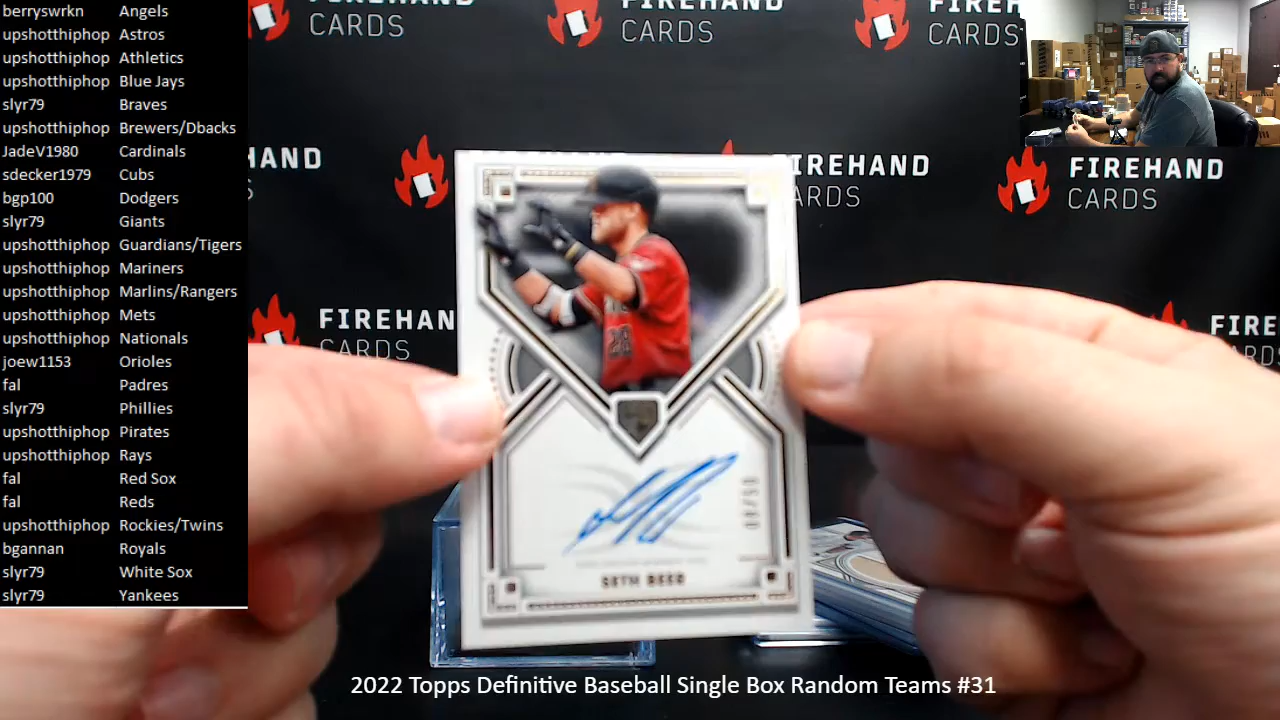 berryswrkn Angels
upshotthiphop Astros
upshotthiphop Athletics
upshotthiphop Blue Jays
slyr79 Braves
upshotthiphop Brewers/Dbacks
JadeV1980 Cardinals
sdecker1979 Cubs
bgp100 Dodgers
slyr79 Giants
upshotthiphop Guardians/Tigers
upshotthiphop Mariners
upshotthiphop Marlins/Rangers
upshotthiphop Mets
upshotthiphop Nationals
joew1153 Orioles
fal Padres
slyr79 Phillies
upshotthiphop Pirates
upshotthiphop Rays
fal Red Sox
fal Reds
upshotthiphop Rockies/Twins
bgannan Royals
slyr79 White Sox
slyr79 Yankees
CARDS
CARDS
CARDS
FIREHAND
CARDS
FIREHAN
CARDS
SETH BEER
2022 Topps Definitive Baseball Single Box Random Teams #31